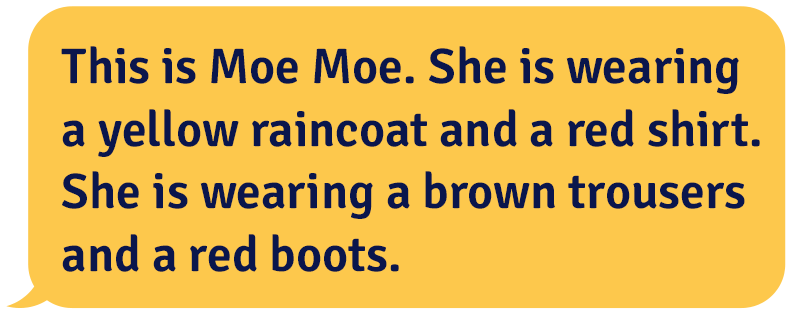 This is Moe Moe. She is wearing
a yellow raincoat and a red shirt.
She is wearing a brown trousers
and a red boots.